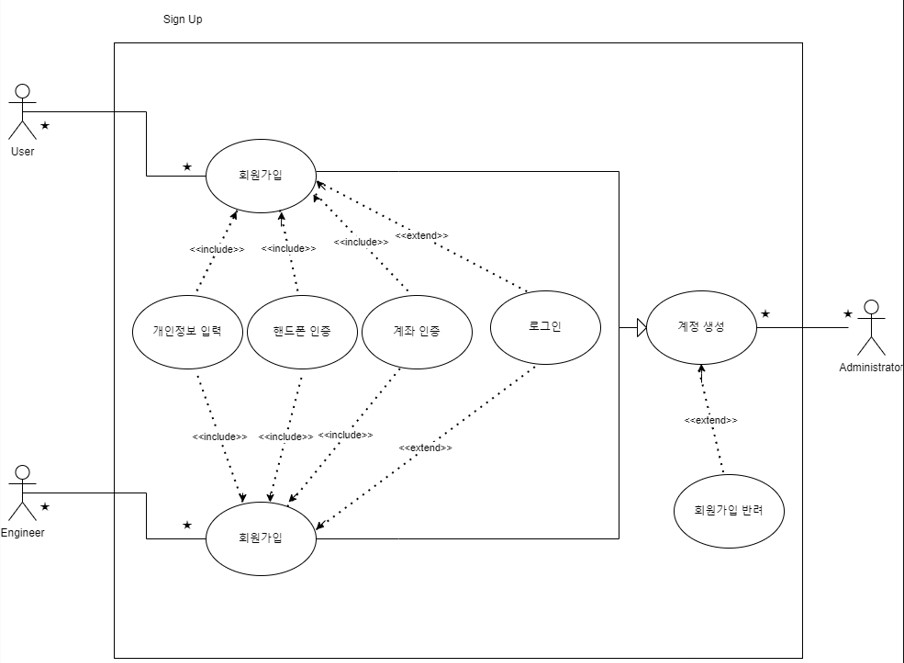 Sign Up
User
회원가입
<<include>>
<<include>>
<<include>>
<<extend>>
개인정보 입력
핸드폰 인증
계좌 인증
로그인
계정 생성
Administrator
<<include>>
<<include>>
<<include>>
<<extend>>
<<extend>>
Engineer
회원가입
회원가입 반려